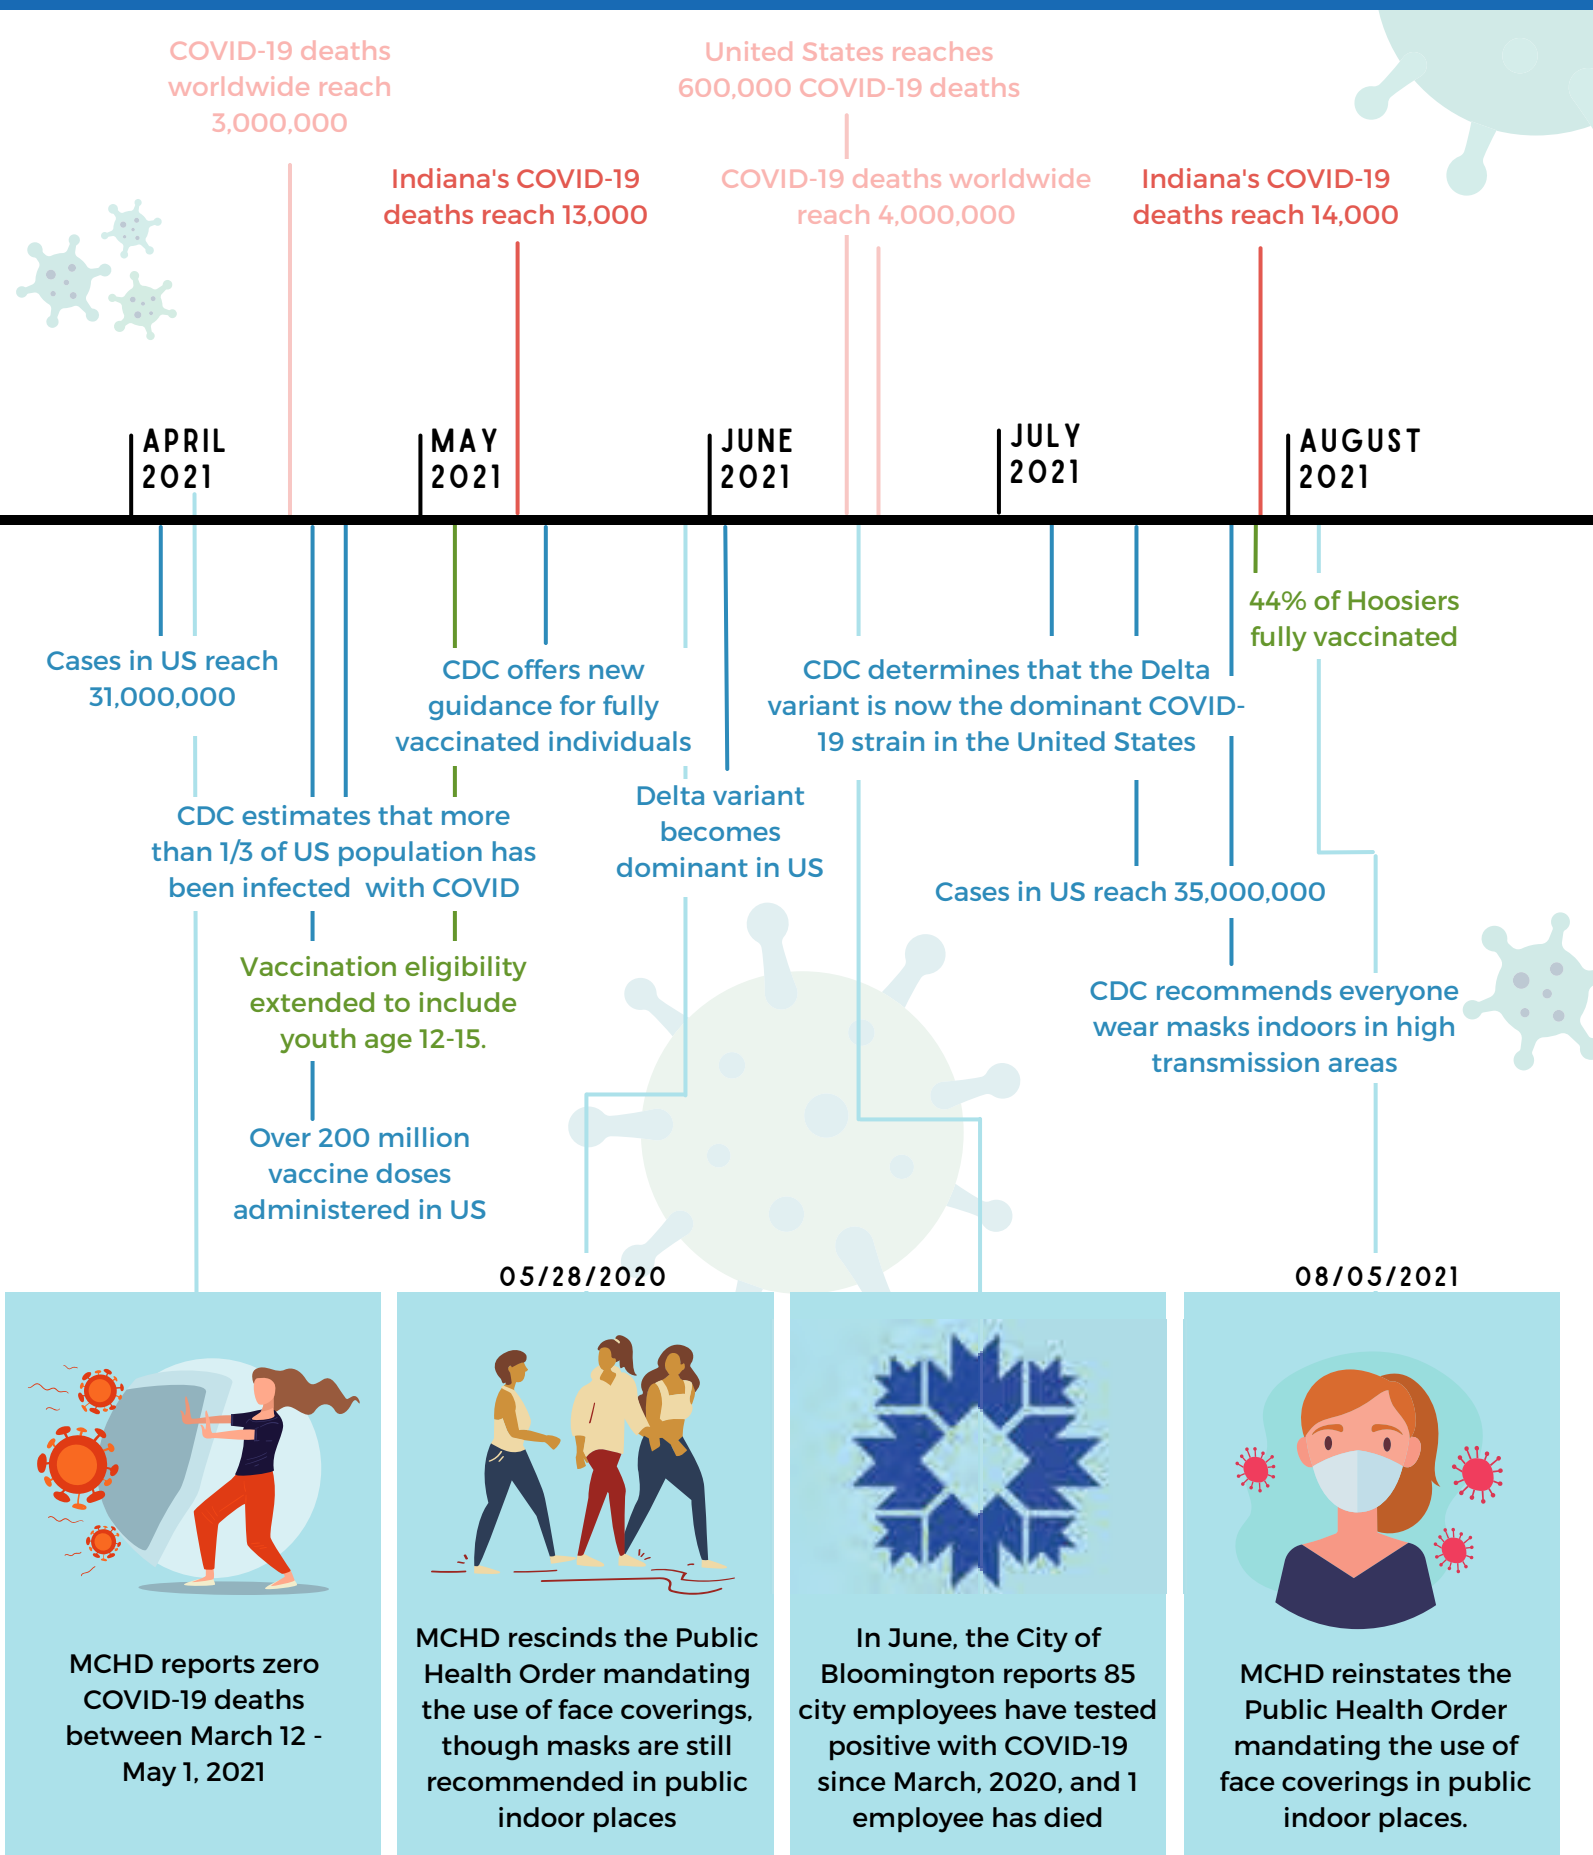 COVID-19 deaths
worldwide reach
3,000,000
United States reaches
600,000 COVID-19 deaths
Indiana's COVID-19
deaths reach 13,000
COVID-19 deaths worldwide
reach 4,000,000
Indiana's COVID-19
deaths reach 14,000
APRIL
2021
MAY
2021
JUNE
2021
JULY
2021
AUGUST
2021
44% of Hoosiers
fully vaccinated
Cases in US reach
31,000,000
CDC offers new
guidance for fully
vaccinated individuals
CDC determines that the Delta
variant is now the dominant COVID-
19 strain in the United States
Delta variant
becomes
dominant in US
CDC estimates that more
than 1/3 of US population has
been infected  with COVID
Cases in US reach 35,000,000
Vaccination eligibility
extended to include
youth age 12-15.
CDC recommends everyone
wear masks indoors in high
transmission areas
Over 200 million
vaccine doses
administered in US
05/28/2020
08/05/2021
MCHD reports zero
COVID-19 deaths
between March 12 -
May 1, 2021
MCHD rescinds the Public
Health Order mandating
the use of face coverings,
though masks are still
recommended in public
indoor places
In June, the City of
Bloomington reports 85
city employees have tested
positive with COVID-19
since March, 2020, and 1
employee has died
MCHD reinstates the
Public Health Order
mandating the use of
face coverings in public
indoor places.